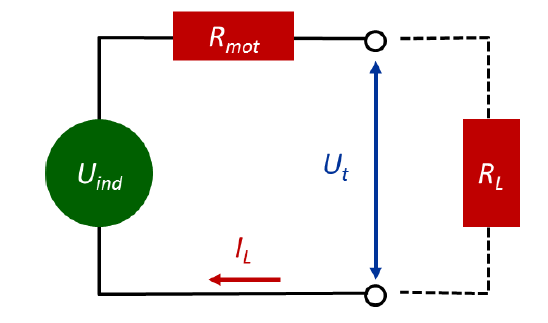 R_mot
U_ind
U_t
R_L
I_L